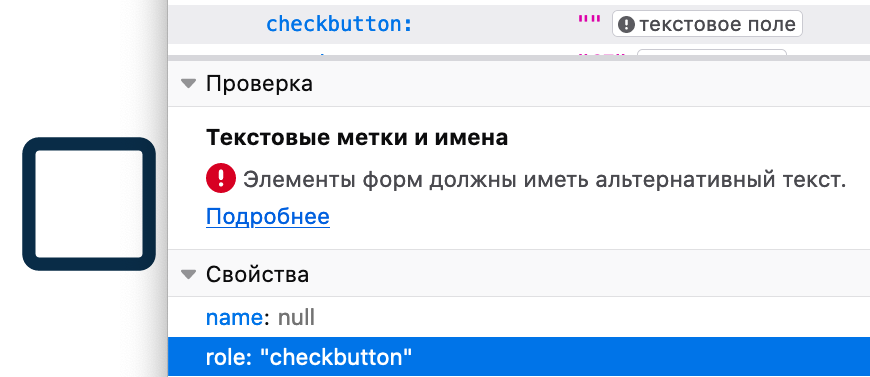 checkbutton: "" текстовое поле
Проверка
Текстовые метки и имена
Элементы форм должны иметь альтернативный текст.
Подробнее
Свойства
name: null
role: "checkbutton"